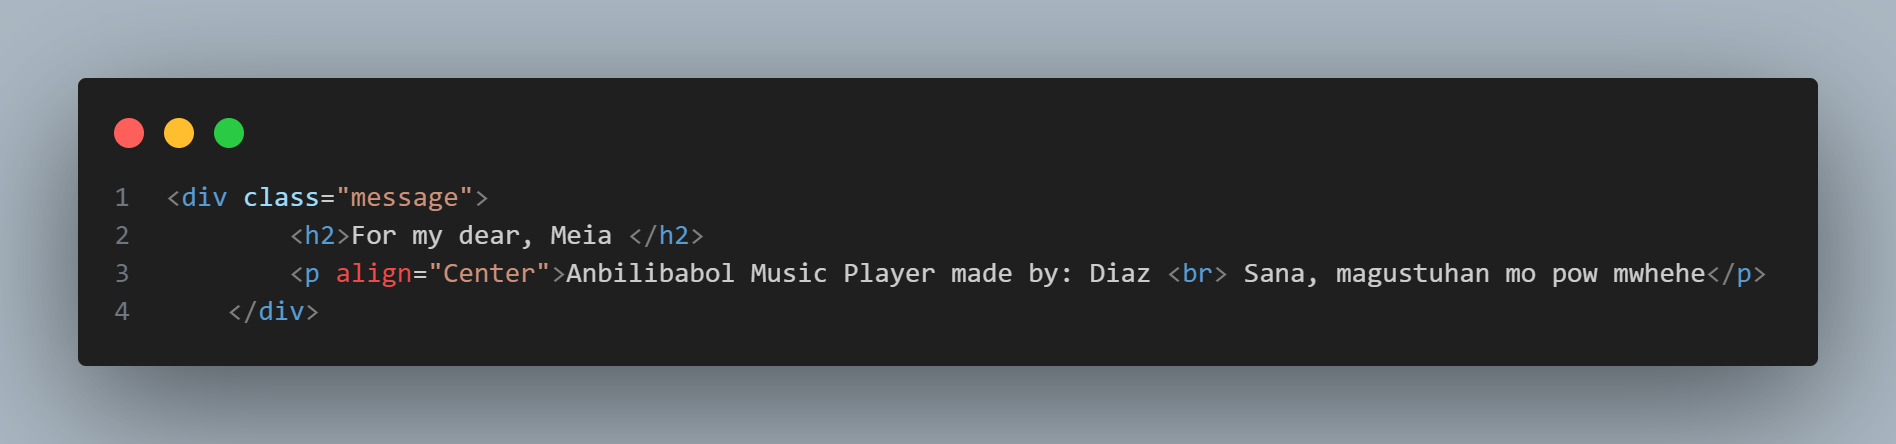 1 <div class="message">
2 <h2>For my dear, Meia </h2>
3 <p align="Center">Anbilibabol Music Player made by: Diaz <br> Sana, magustuhan mo pow mwhehe</p>
4 </div>